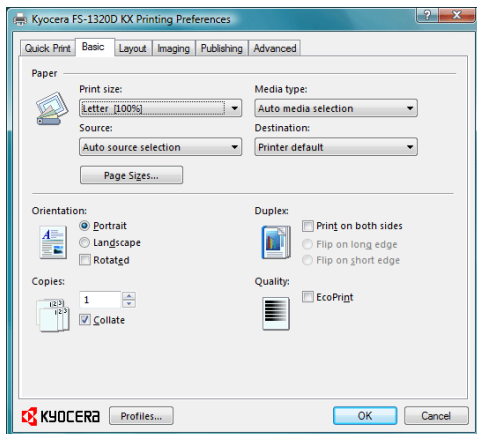 Kyocera FS-1320D KX Printing Preferences
Quick Print Basic Layout Imaging Publishing Advanced
Paper
Print size: Media type:
Letter [100%] Auto media selection
Source: Destination:
Auto source selection Printer default
Page Sizes...
Orientation: Duplex:
Portrait Print on both sides
Landscape Flip on long edge
Rotated Flip on short edge
Copies: Quality:
1 EcoPrint
Collate
123
123
KYOCERA Profiles... OK Cancel